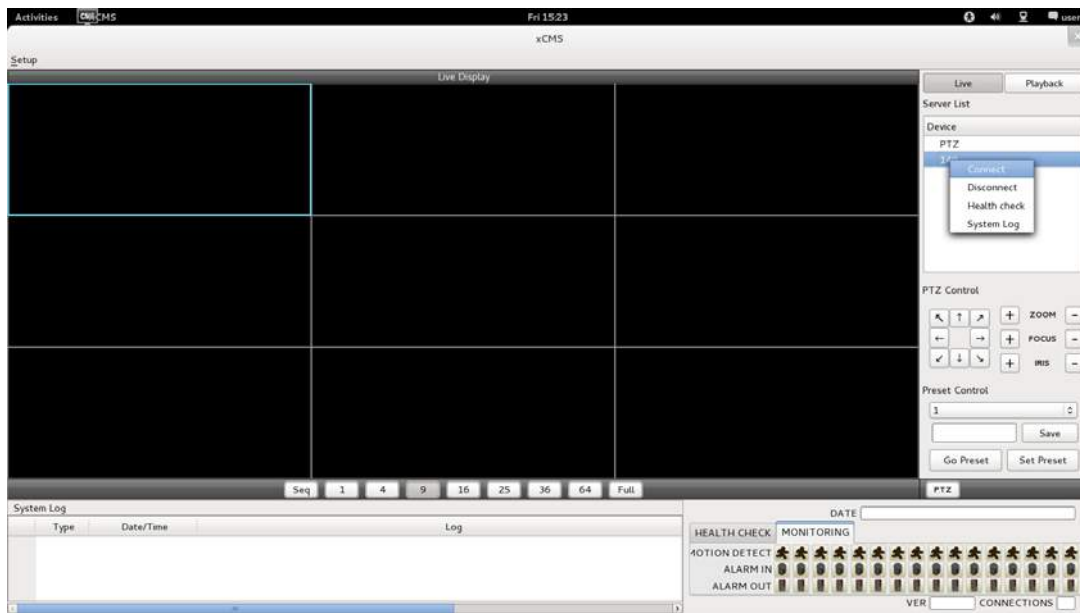 Activities CMS xCMS Fri 15:23 user
xCMS
Setup
Live Display
Live Playback
Server List
Device
PTZ
Connect
Disconnect
Health check
System Log
PTZ Control
↖ ↑ ↗ + ZOOM -
← → + FOCUS -
↙ ↓ ↘ + IRIS -
Preset Control
1
Save
Go Preset Set Preset
Seq 1 4 9 16 25 36 64 Full
PTZ
System Log
Type Date/Time Log
DATE
HEALTH CHECK MONITORING
MOTION DETECT
ALARM IN
ALARM OUT
VER CONNECTIONS